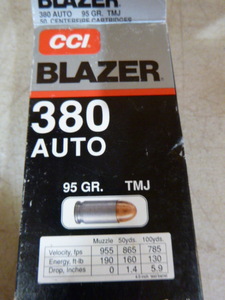 BLAZER
380 AUTO 95 GR. TMJ
50 CENTERFIRE CARTRIDGES
CCI
BLAZER
380
AUTO
95 GR. TMJ
Muzzle 50yds. 100yds.
Velocity, fps 955 865 785
Energy, ft-lb 190 160 130
Drop, inches 0 1.4 5.9